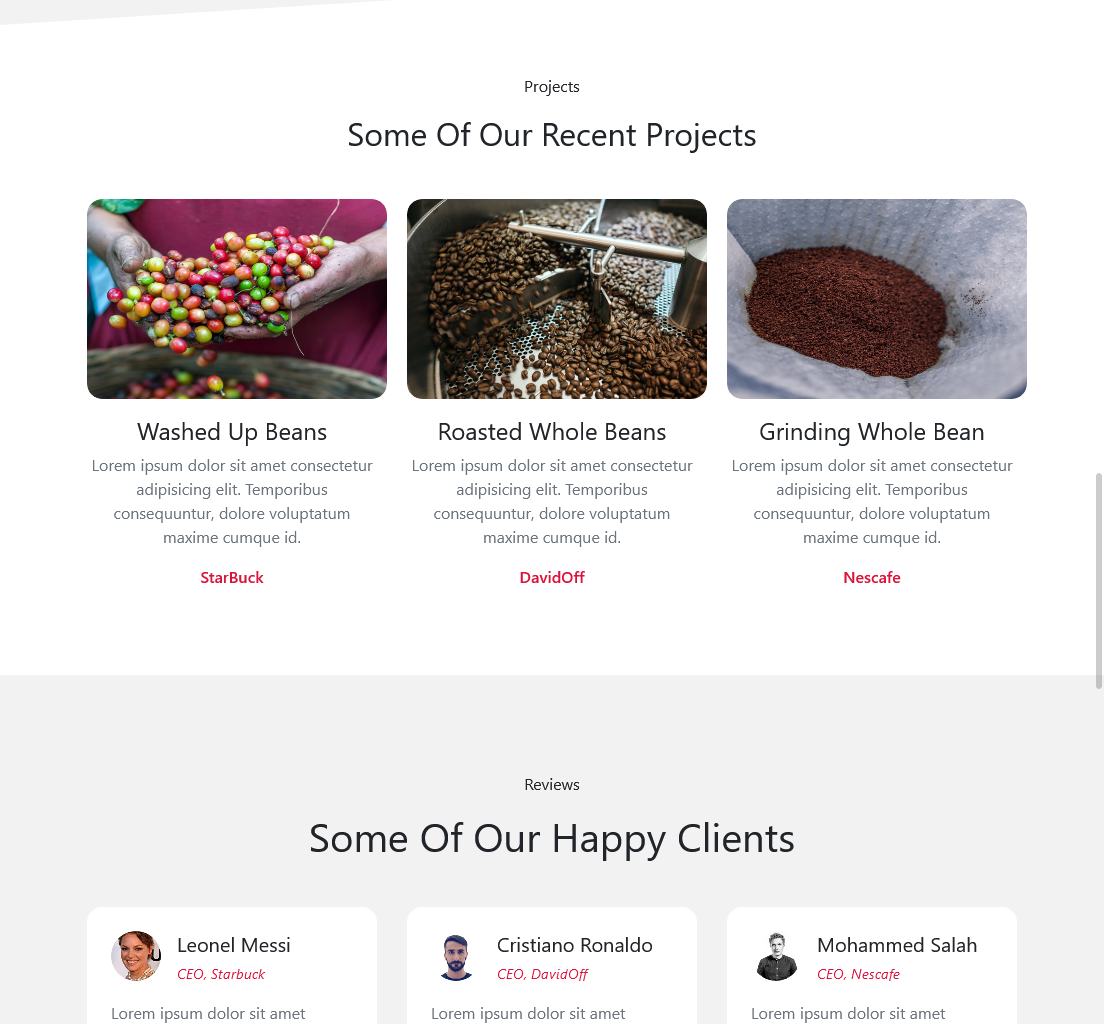 Projects
Some Of Our Recent Projects
Washed Up Beans
Lorem ipsum dolor sit amet consectetur
adipisicing elit. Temporibus
consequuntur, dolore voluptatum
maxime cumque id.
StarBuck
Roasted Whole Beans
Lorem ipsum dolor sit amet consectetur
adipisicing elit. Temporibus
consequuntur, dolore voluptatum
maxime cumque id.
DavidOff
Grinding Whole Bean
Lorem ipsum dolor sit amet consectetur
adipisicing elit. Temporibus
consequuntur, dolore voluptatum
maxime cumque id.
Nescafe
Reviews
Some Of Our Happy Clients
Leonel Messi
CEO, Starbuck
Lorem ipsum dolor sit amet
Cristiano Ronaldo
CEO, DavidOff
Lorem ipsum dolor sit amet
Mohammed Salah
CEO, Nescafe
Lorem ipsum dolor sit amet